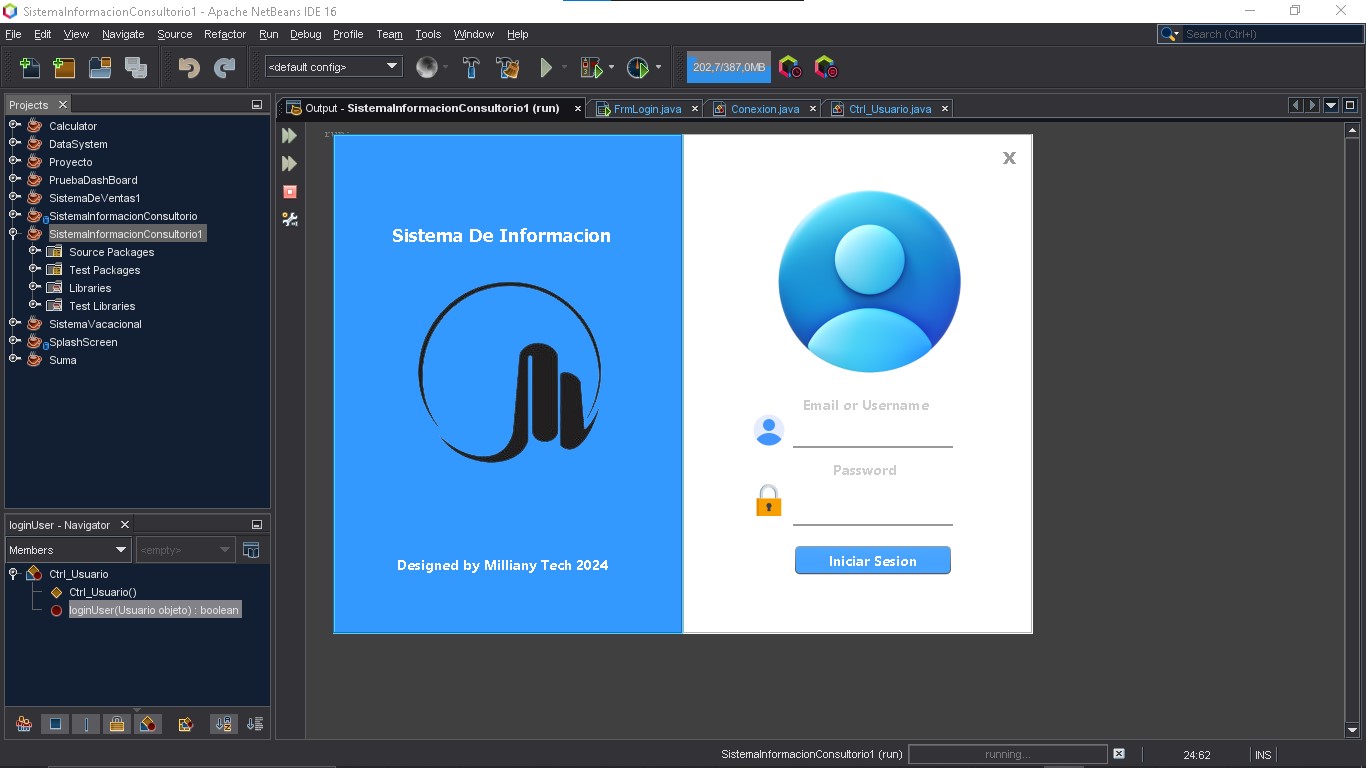 SistemaInformacionConsultorio1 - Apache NetBeans IDE 16
File Edit View Navigate Source Refactor Run Debug Profile Team Tools Window Help
Search (Ctrl+I)
<default config>
202,7/387,0MB
Projects
Calculator
DataSystem
Proyecto
PruebaDashBoard
SistemaDeVentas1
SistemaInformacionConsultorio
SistemaInformacionConsultorio1
Source Packages
Test Packages
Libraries
Test Libraries
SistemaVacacional
SplashScreen
Suma
loginUser - Navigator
Members
<empty>
Ctrl_Usuario
Ctrl_Usuario()
loginUser(Usuario objeto) : boolean
Output - SistemaInformacionConsultorio1 (run)
FrmLogin.java
Conexion.java
Ctrl_Usuario.java
run:
Sistema De Informacion
Designed by Milliany Tech 2024
X
Email or Username
Password
Iniciar Sesion
SistemaInformacionConsultorio1 (run)
running...
24:62
INS